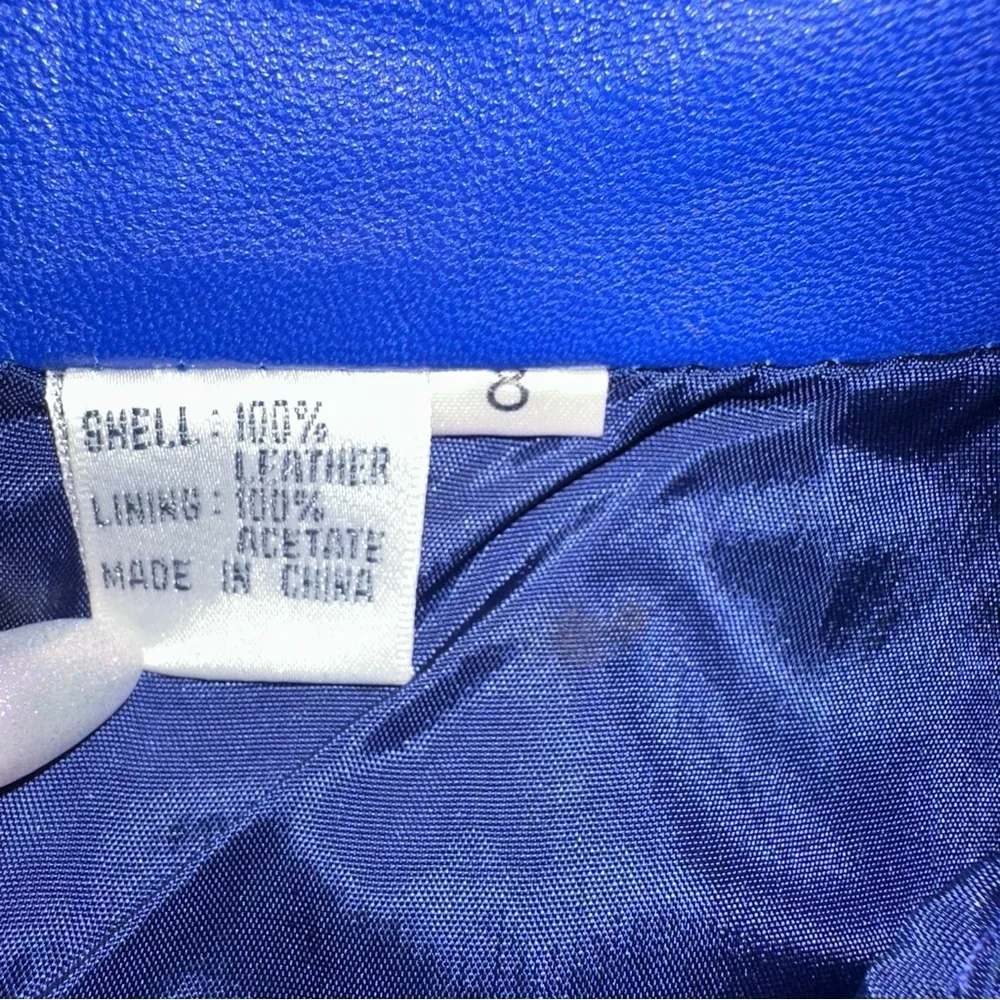 SHELL: 100%
LEATHER
LINING: 100%
ACETATE
MADE IN CHINA
8